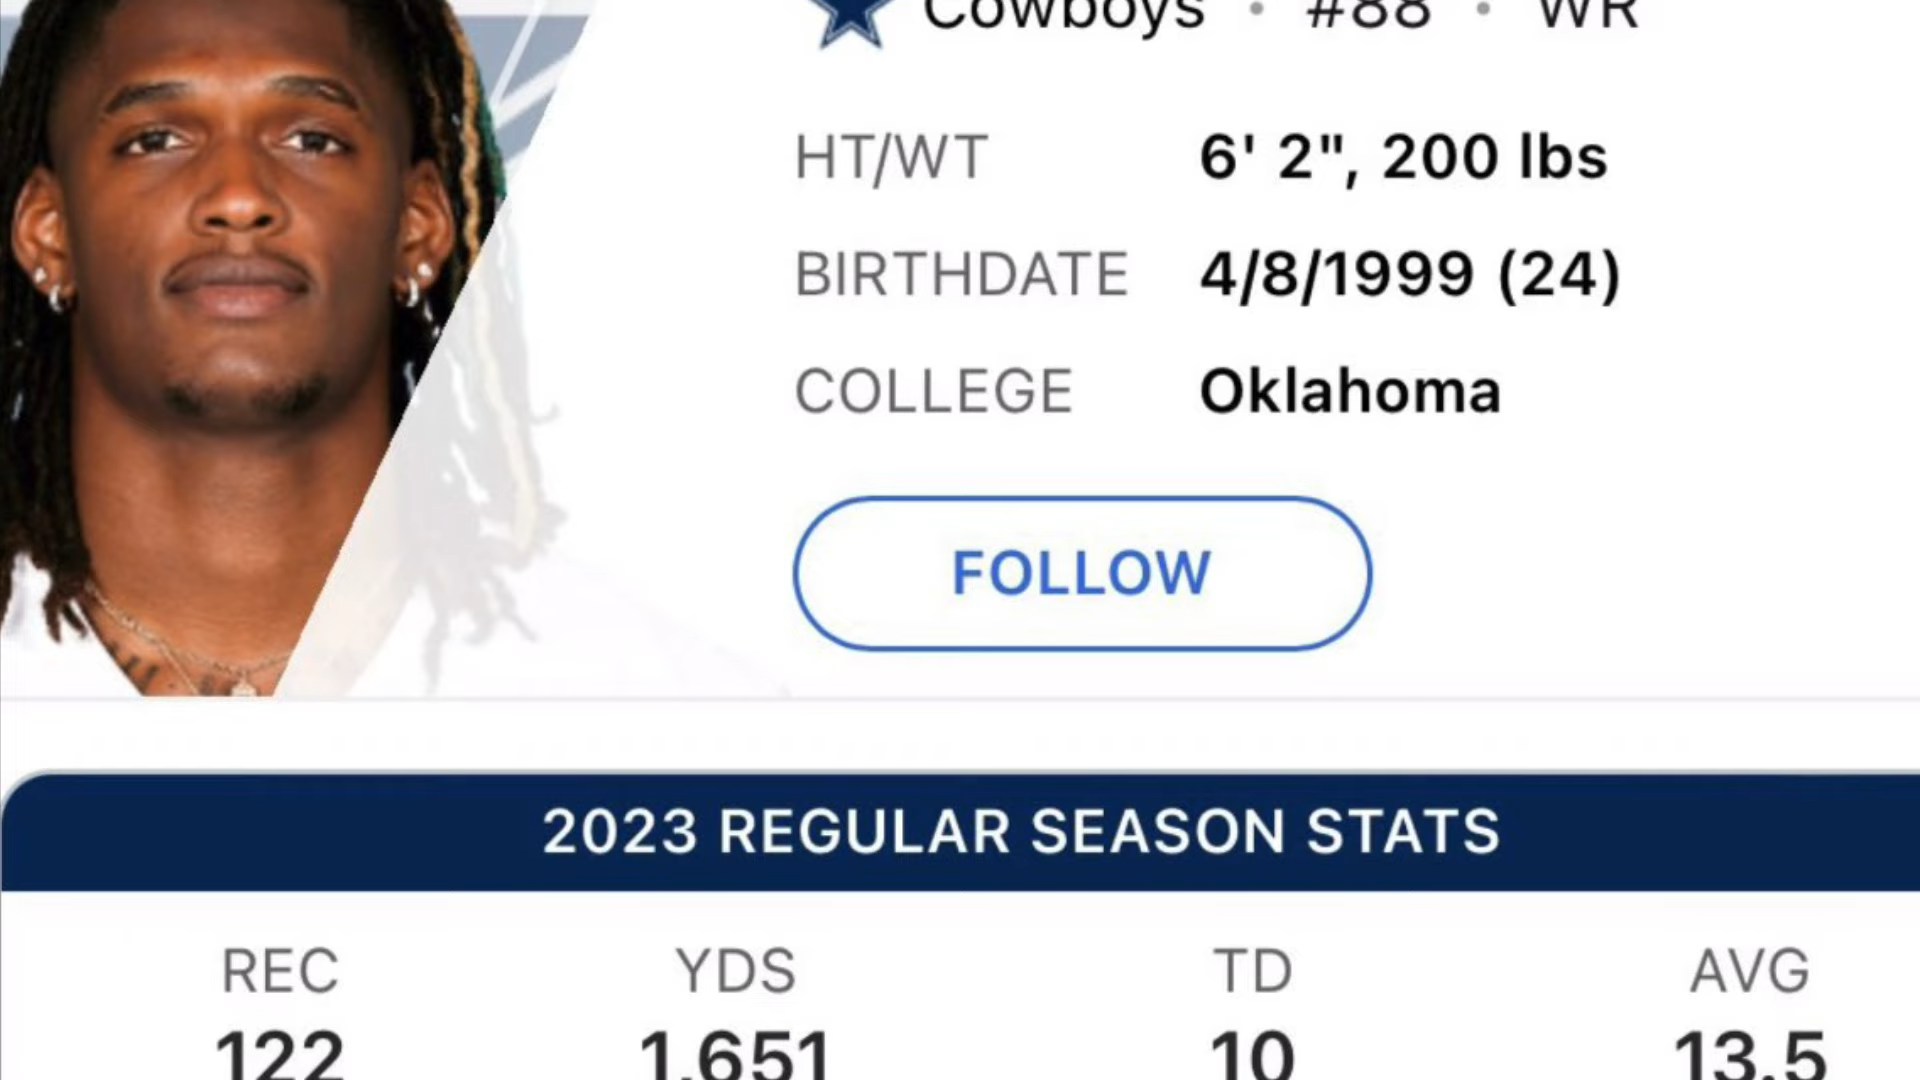 Cowboys • #88 • WR
HT/WT 6' 2", 200 lbs
BIRTHDATE 4/8/1999 (24)
COLLEGE Oklahoma
FOLLOW
2023 REGULAR SEASON STATS
REC YDS TD AVG
122 1,651 10 13.5